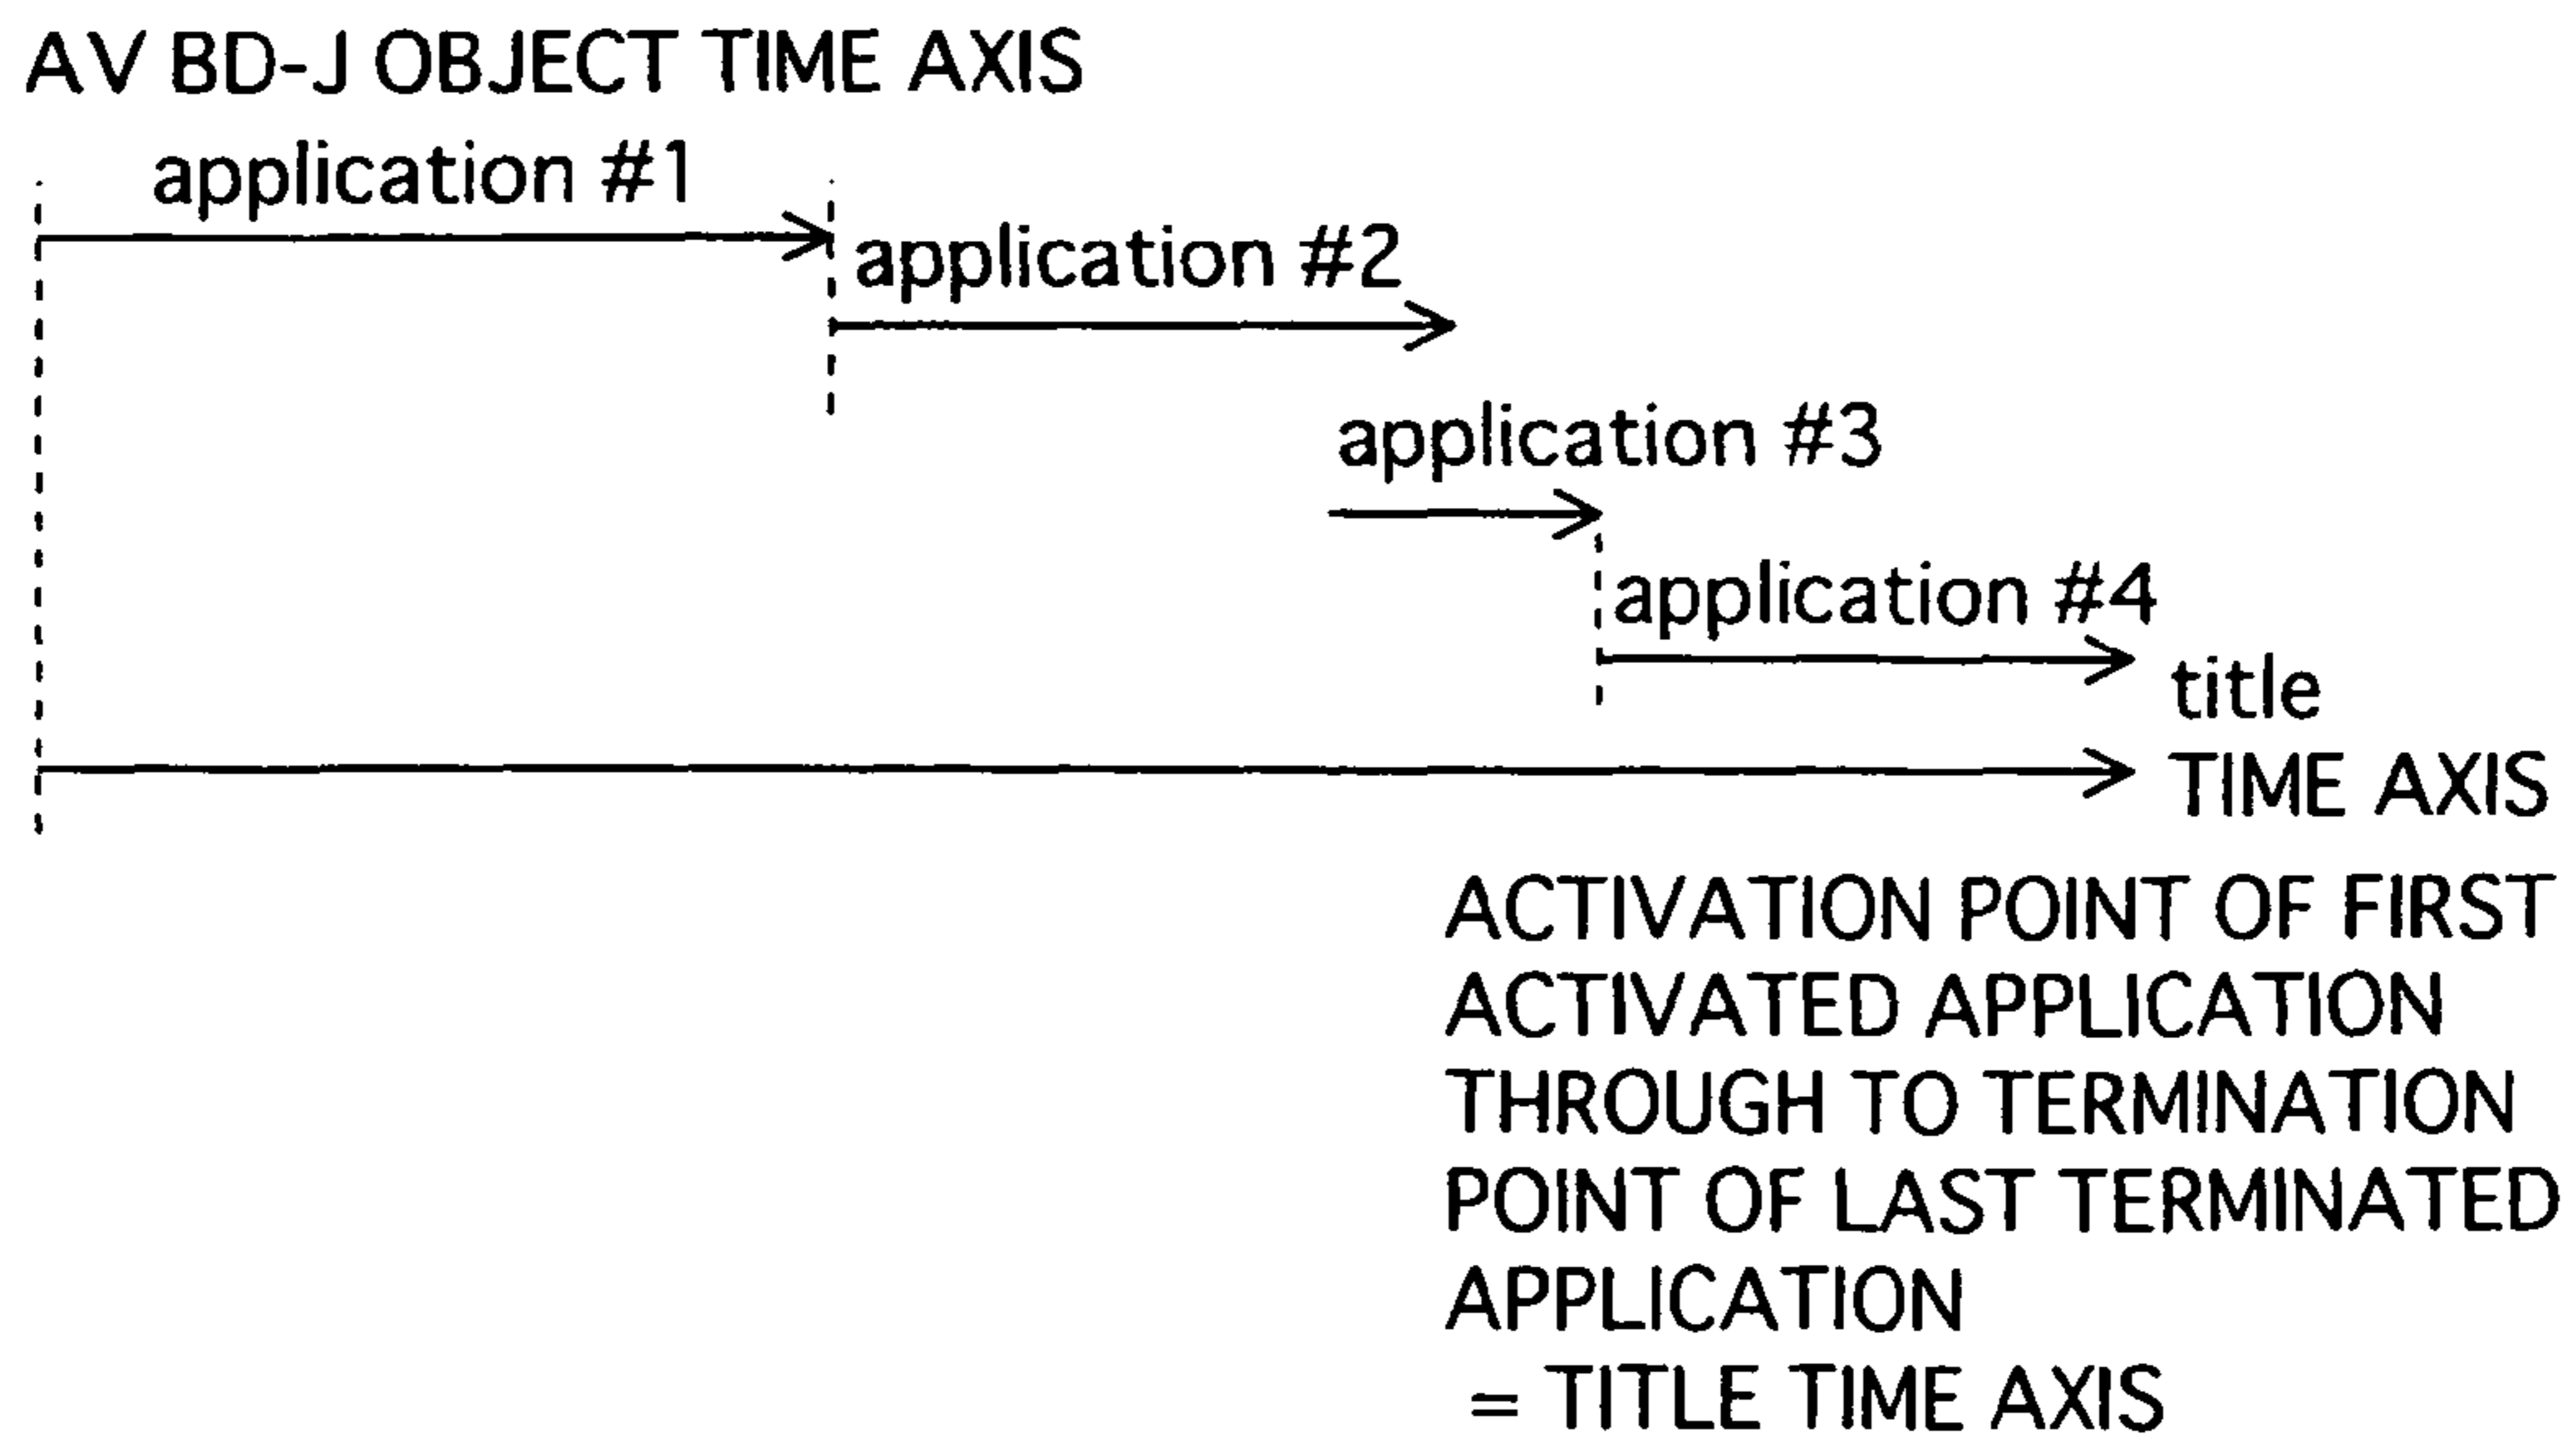 AV BD-J OBJECT TIME AXIS
application #1
application #2
application #3
application #4
title
TIME AXIS
ACTIVATION POINT OF FIRST
ACTIVATED APPLICATION
THROUGH TO TERMINATION
POINT OF LAST TERMINATED
APPLICATION
= TITLE TIME AXIS